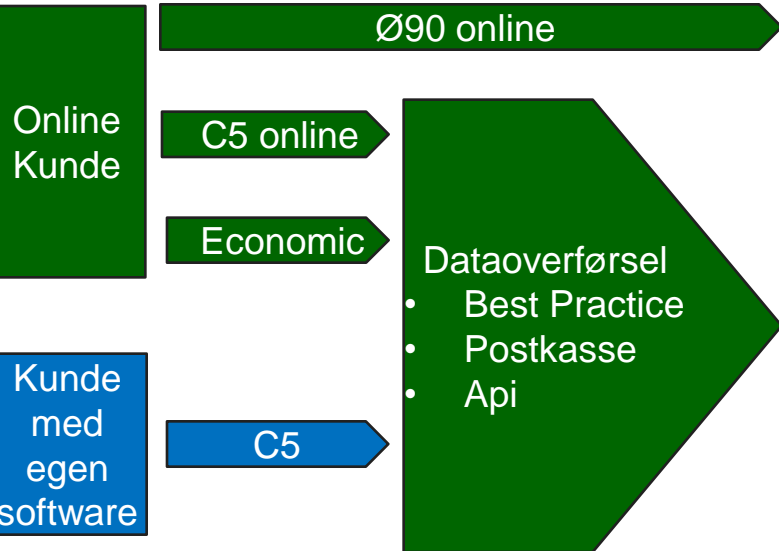 Ø90 online
Online
Kunde
C5 online
Economic
Dataoverførsel
• Best Practice
• Postkasse
• Api
Kunde
med
egen
software
C5